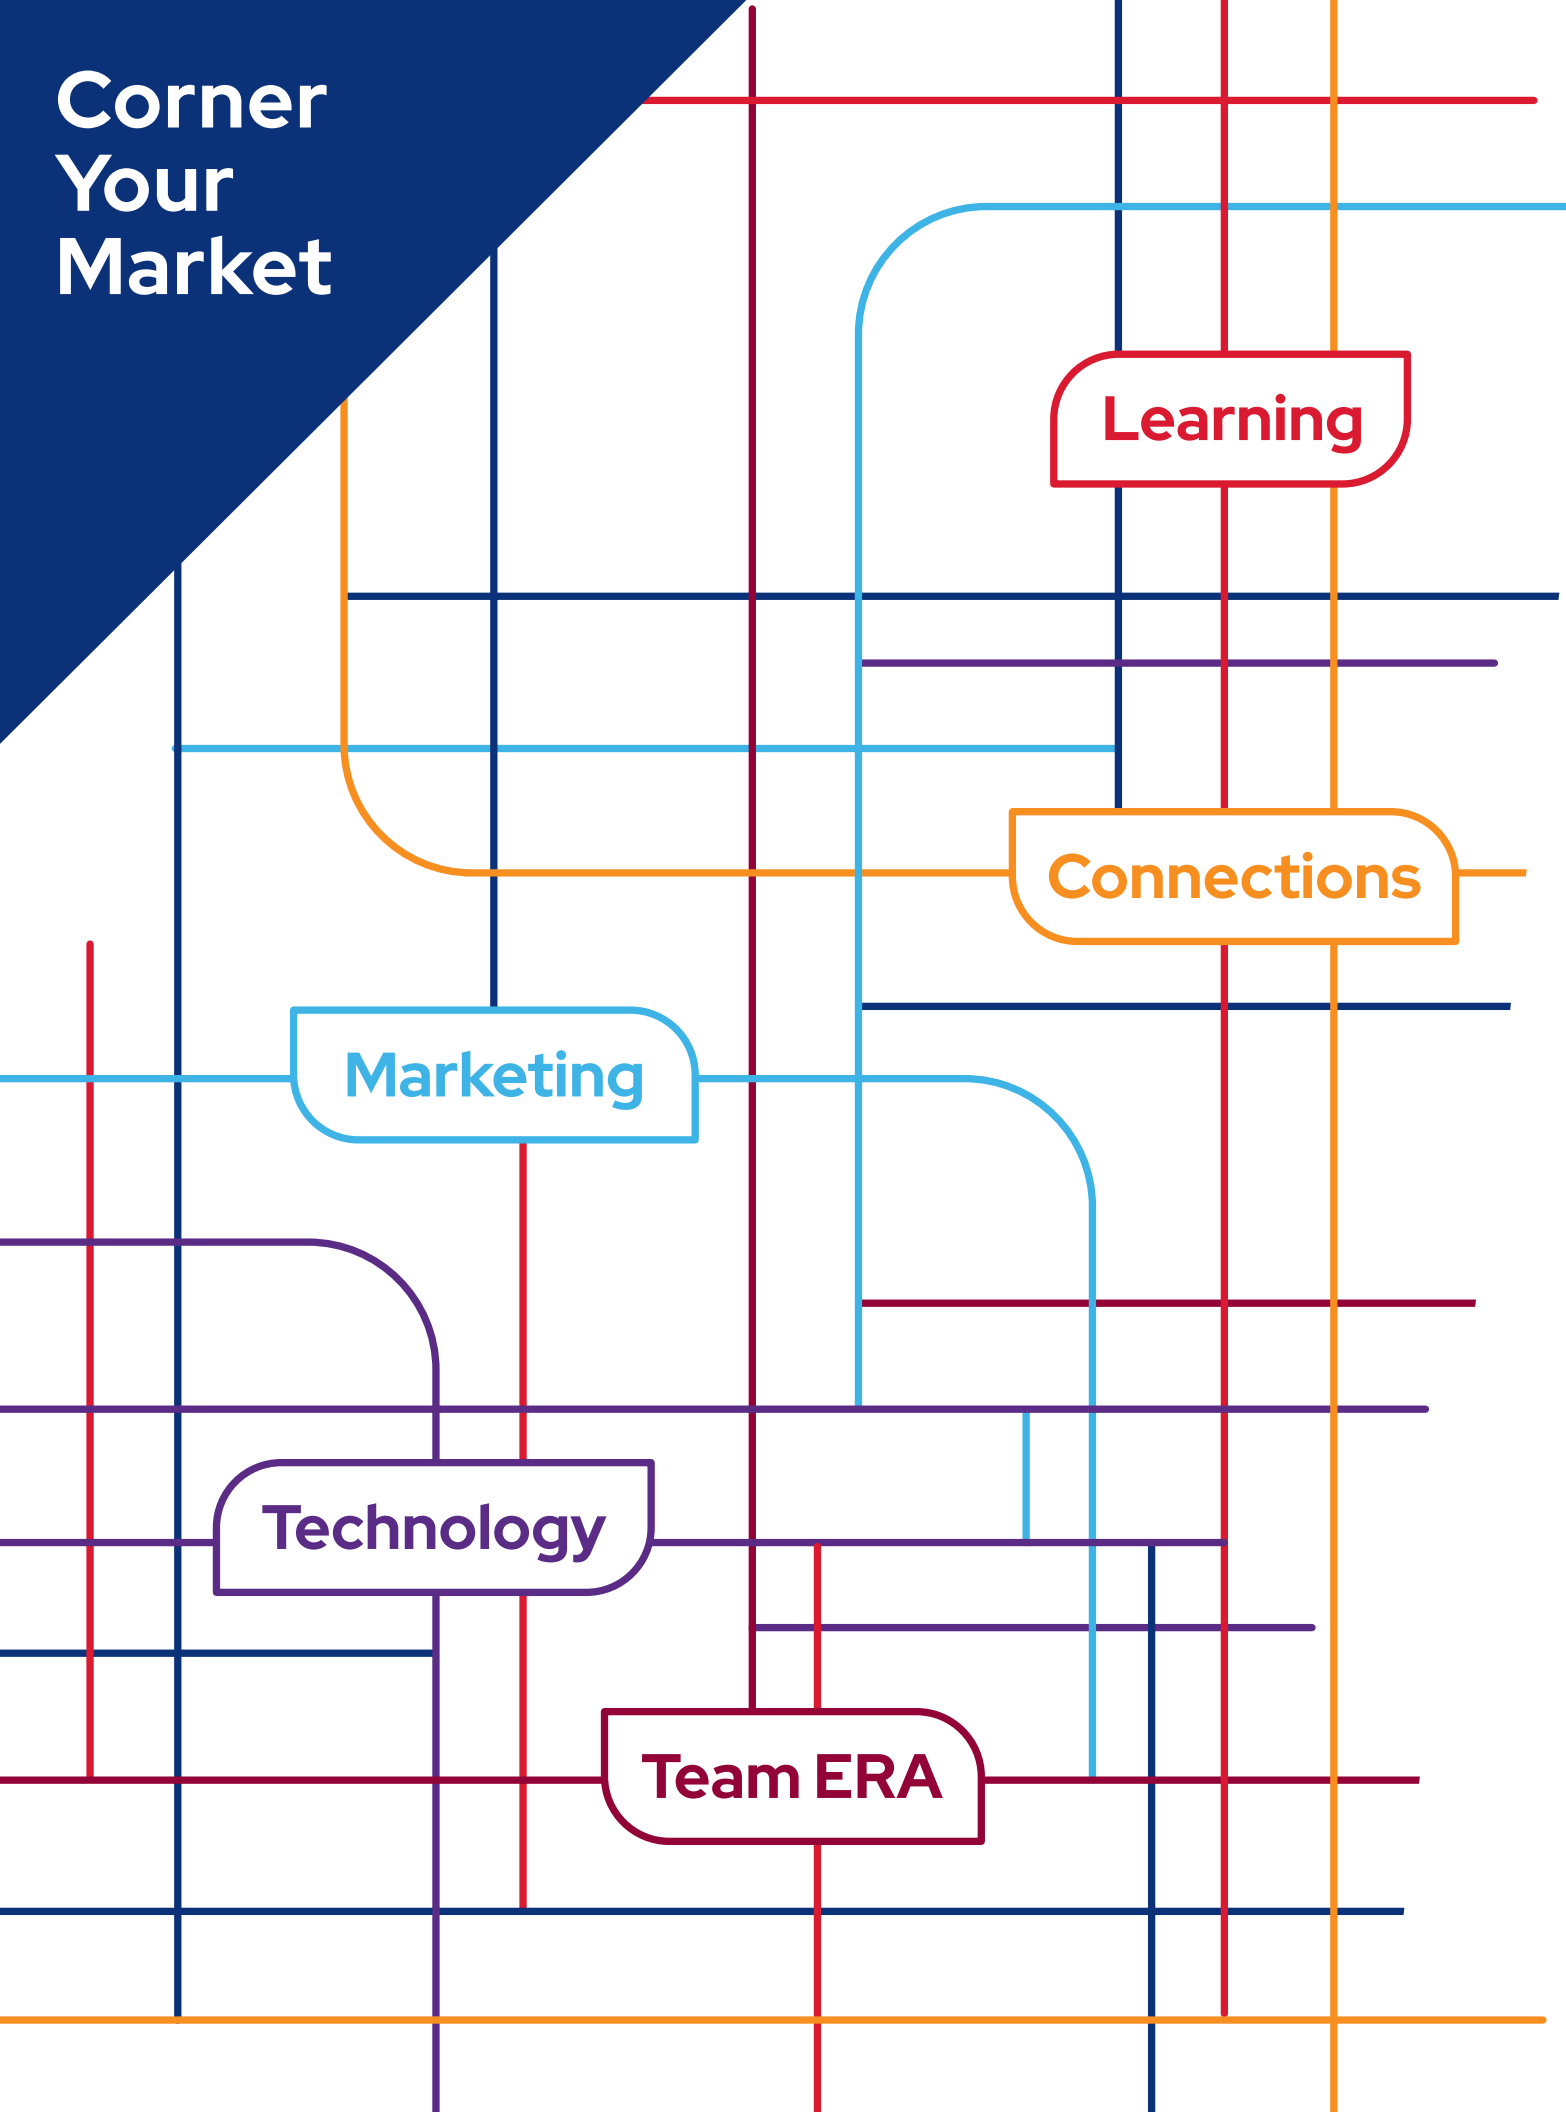 Corner
Your
Market
Learning
Connections
Marketing
Technology
Team ERA